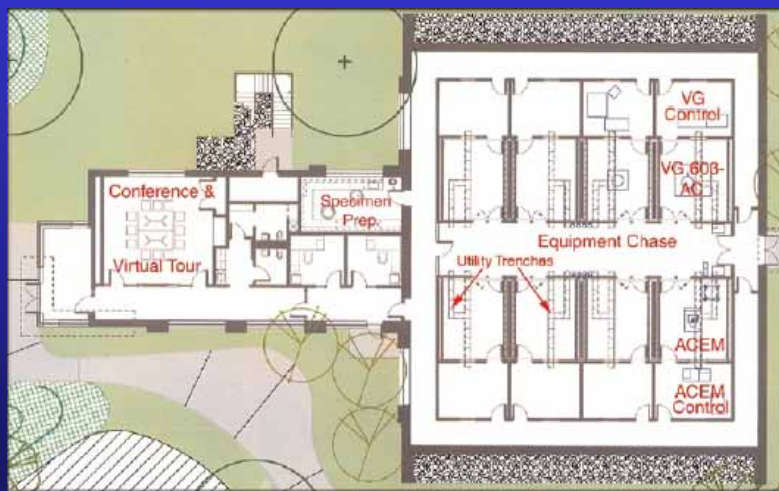 VG
Control
VG 603-
AC
Conference &
Virtual Tour
Specimen
Prep.
Equipment Chase
Utility Trenches
ACEM
ACEM
Control